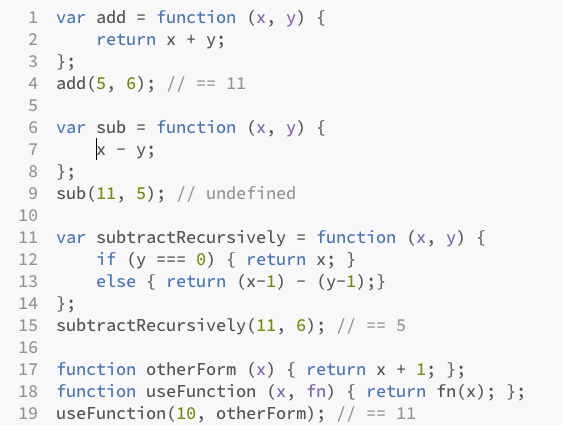 1 var add = function (x, y) {
2     return x + y;
3 };
4 add(5, 6); // == 11
5
6 var sub = function (x, y) {
7     x - y;
8 };
9 sub(11, 5); // undefined
10
11 var subtractRecursively = function (x, y) {
12     if (y === 0) { return x; }
13     else { return (x-1) - (y-1);}
14 };
15 subtractRecursively(11, 6); // == 5
16
17 function otherForm (x) { return x + 1; };
18 function useFunction (x, fn) { return fn(x); };
19 useFunction(10, otherForm); // == 11